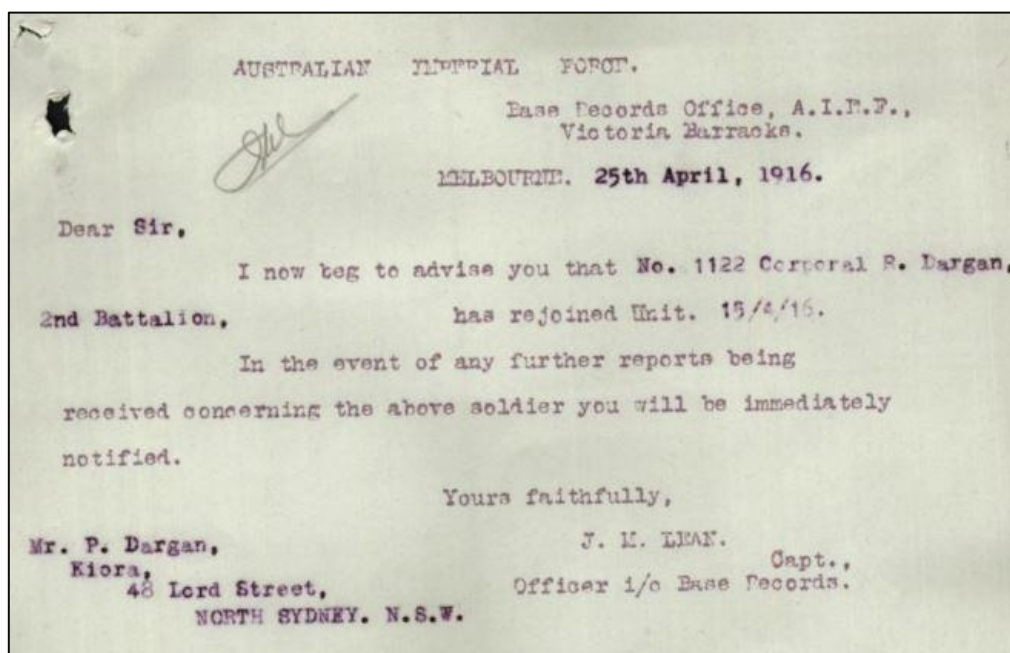 AUSTRALIAN IMPERIAL FORCE.
Base Records Office, A.I.F.,
Victoria Barracks.
MELBOURNE. 25th April, 1916.
Dear Sir,
I now beg to advise you that No. 1122 Corporal R. Dargan,
2nd Battalion, has rejoined Unit. 15/4/16.
In the event of any further reports being
received concerning the above soldier you will be immediately
notified.
Yours faithfully,
J. M. LEAN.
Capt.,
Officer i/c Base Records.
Mr. P. Dargan,
Kiora,
48 Lord Street,
NORTH SYDNEY. N.S.W.